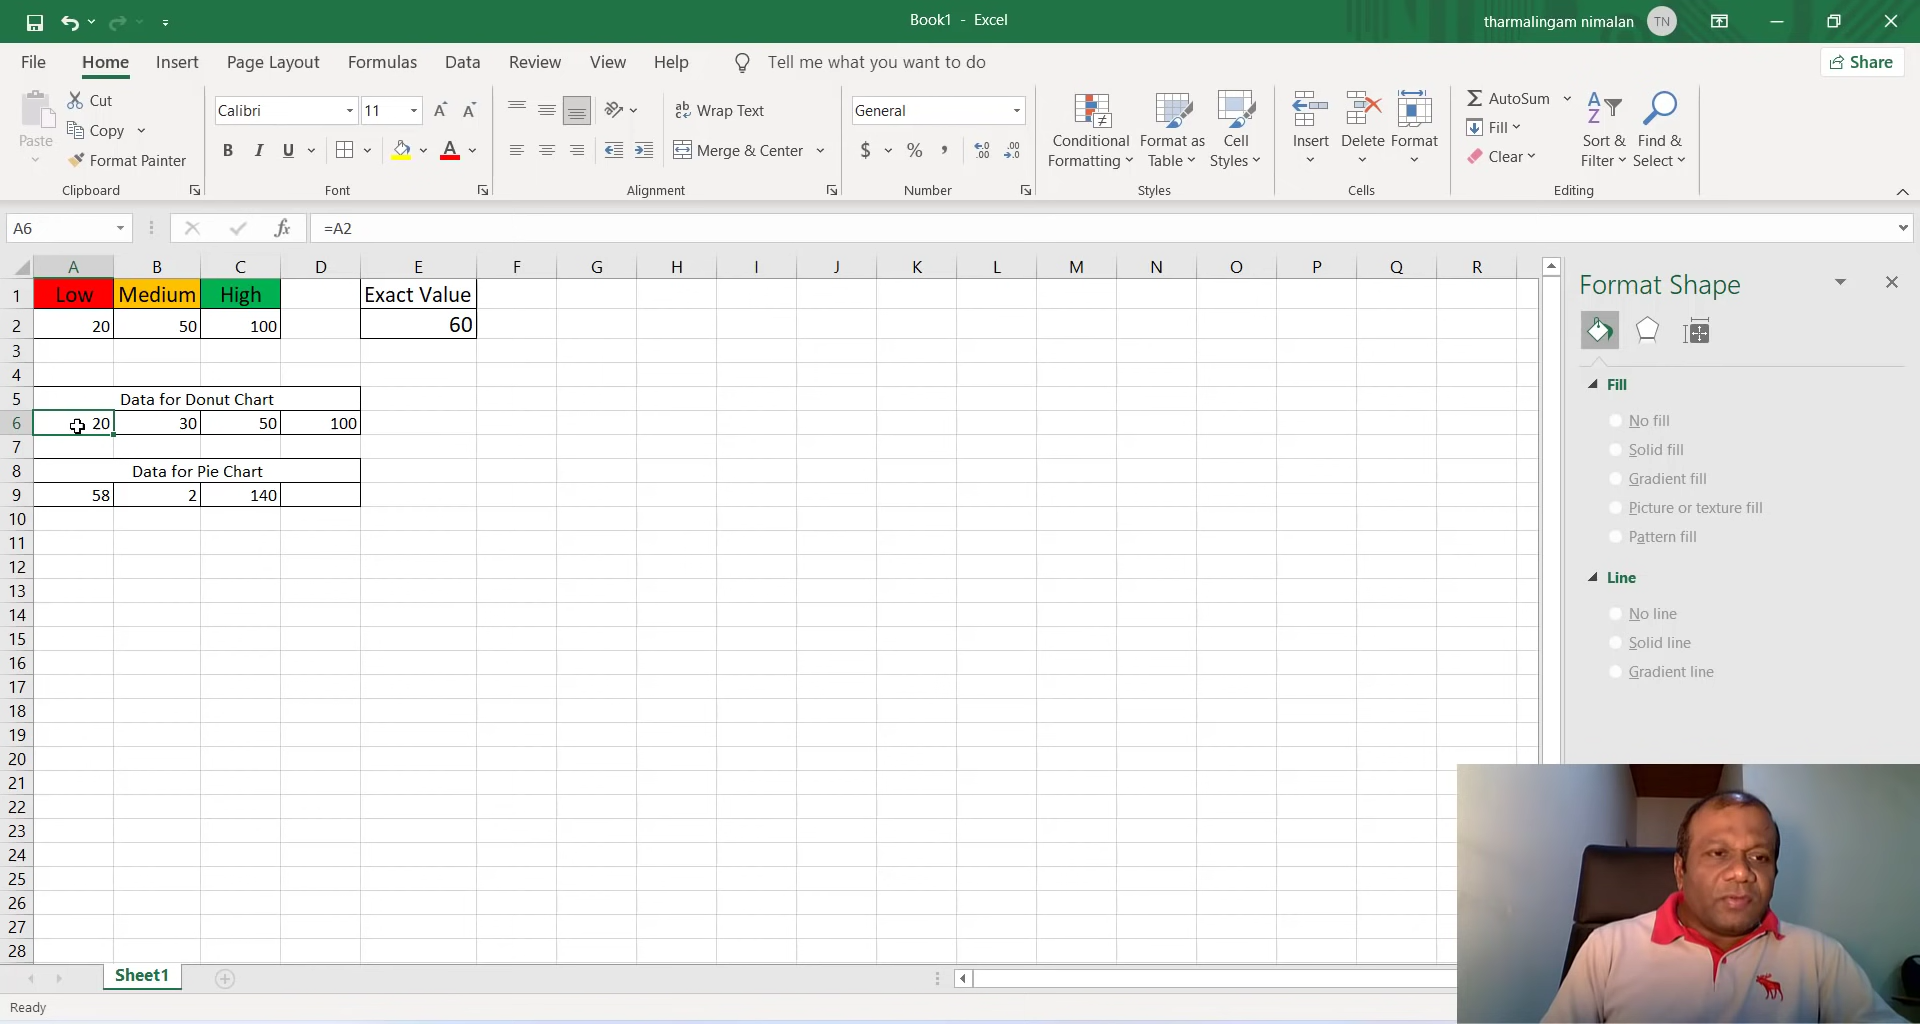 Book1 - Excel
tharmalingam nimalan
TN
File
Home
Insert
Page Layout
Formulas
Data
Review
View
Help
Tell me what you want to do
Share
Paste
Cut
Copy
Format Painter
Clipboard
Calibri
11
B I U
Font
Wrap Text
Merge & Center
Alignment
General
$ % ,
Number
Conditional Formatting
Format as Table
Cell Styles
Styles
Insert
Delete
Format
Cells
AutoSum
Fill
Clear
Sort & Filter
Find & Select
Editing
A6
fx
=A2
A B C D E F G H I J K L M N O P Q R
1 Low Medium High Exact Value
2 20 50 100 60
3
4
5 Data for Donut Chart
6 20 30 50 100
7
8 Data for Pie Chart
9 58 2 140
10
11
12
13
14
15
16
17
18
19
20
21
22
23
24
25
26
27
28
Format Shape
Fill
No fill
Solid fill
Gradient fill
Picture or texture fill
Pattern fill
Line
No line
Solid line
Gradient line
Sheet1
Ready